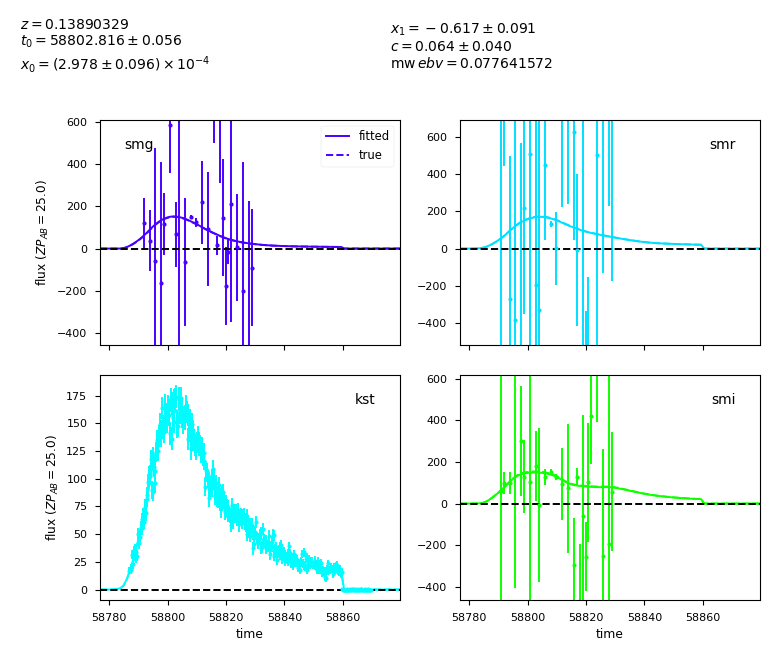 z = 0.13890329
t0 = 58802.816 ± 0.056
x0 = (2.978 ± 0.096) × 10^-4
x1 = −0.617 ± 0.091
c = 0.064 ± 0.040
mw ebv = 0.077641572
600
400
200
0
−200
−400
flux (ZP_AB = 25.0)
smg
fitted
true
600
400
200
0
−200
−400
smr
175
150
125
100
75
50
25
0
flux (ZP_AB = 25.0)
kst
58780 58800 58820 58840 58860
time
600
400
200
0
−200
−400
smi
58780 58800 58820 58840 58860
time